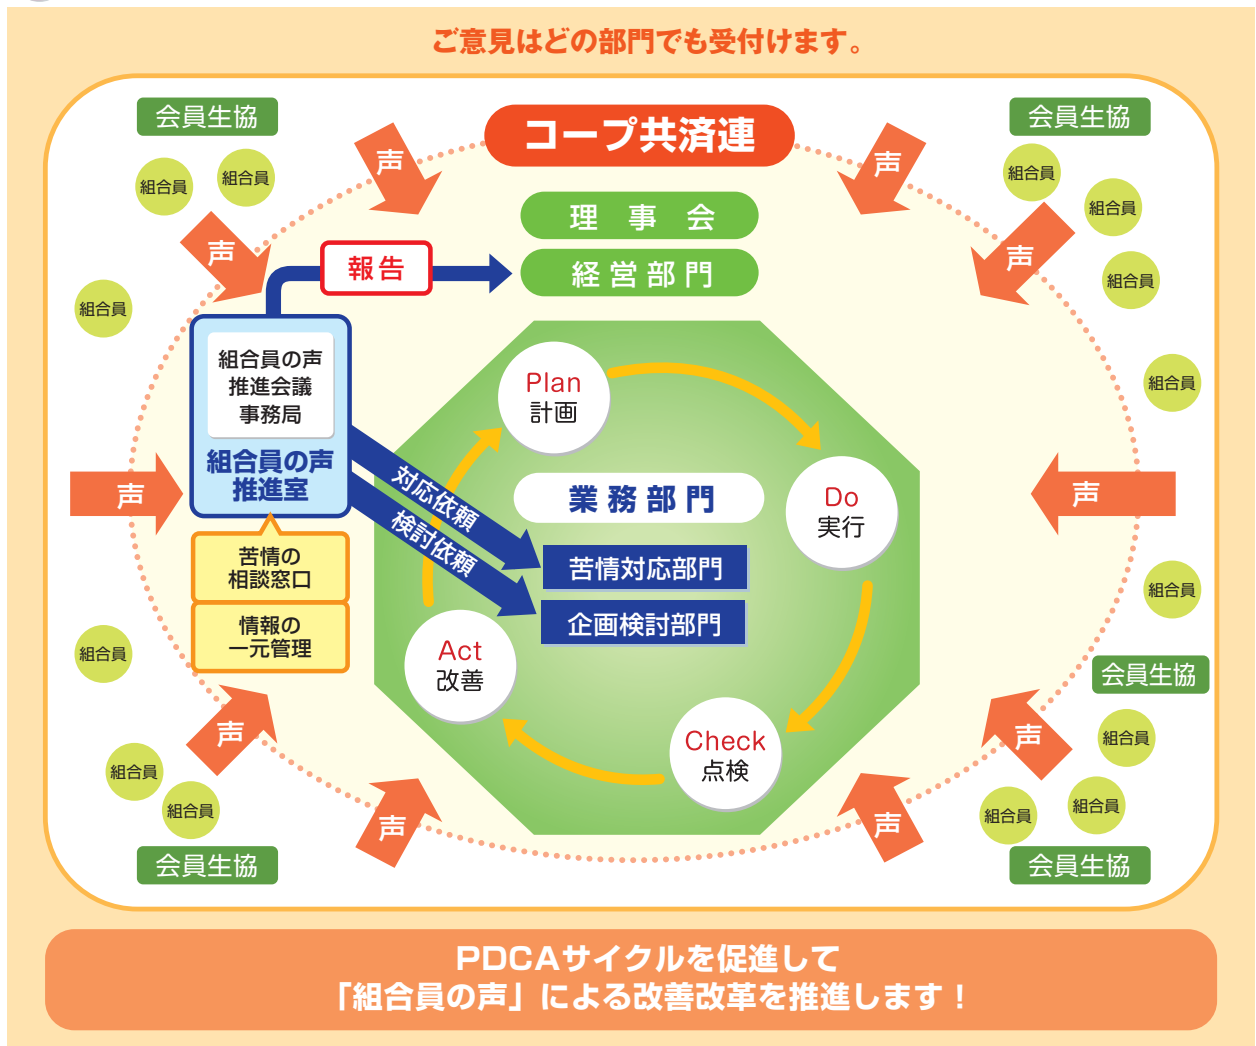 ご意見はどの部門でも受付けます。
会員生協
コープ共済連
会員生協
声
声
組合員
組合員
組合員
組合員
理事会
声
声
報告
経営部門
組合員
組合員
組合員の声
推進会議
事務局
組合員の声
推進室
Plan
計画
組合員
声
対応依頼
検討依頼
業務部門
Do
実行
声
苦情の
相談窓口
苦情対応部門
組合員
情報の
一元管理
企画検討部門
組合員
Act
改善
会員生協
声
Check
点検
声
組合員
組合員
組合員
声
声
組合員
組合員
会員生協
会員生協
PDCAサイクルを促進して
「組合員の声」による改善改革を推進します！